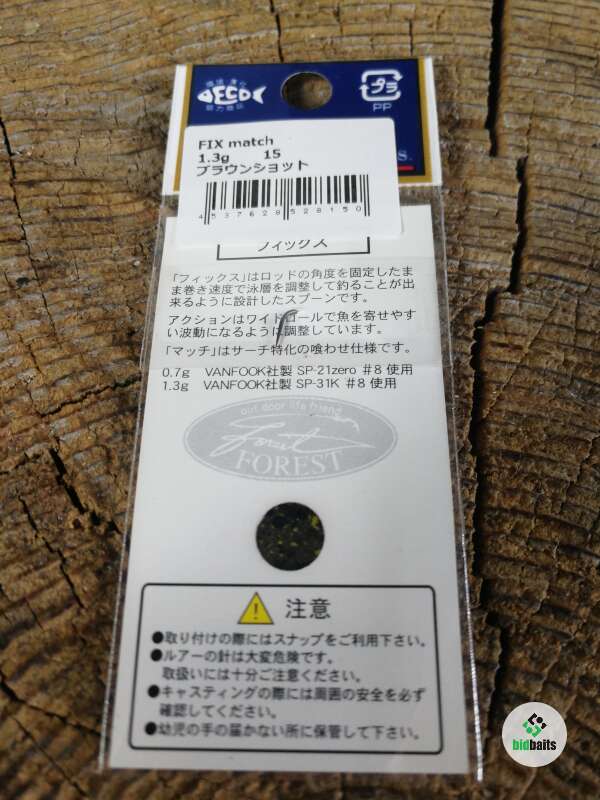 ECO
協力商品
プラ
PP
FIX match
1.3g 15
ブラウンショット
4 537628 528150
S.
フィックス
「フィックス」はロッドの角度を固定したま
ま巻き速度で泳層を調整して釣ることが出
来るように設計したスプーンです。
アクションはワイドロールで魚を寄せやす
い波動になるように調整しています。
「マッチ」はサーチ特化の喰わせ仕様です。
0.7g VANFOOK社製 SP-21zero #8 使用
1.3g VANFOOK社製 SP-31K #8 使用
out door life friend
Forest
FOREST
注意
●取り付けの際にはスナップをご利用下さい。
●ルアーの針は大変危険です。
取扱いには十分ご注意ください。
●キャスティングの際には周囲の安全を必ず
確認してください。
●幼児の手の届かない所に保管して下さい。
bidbaits